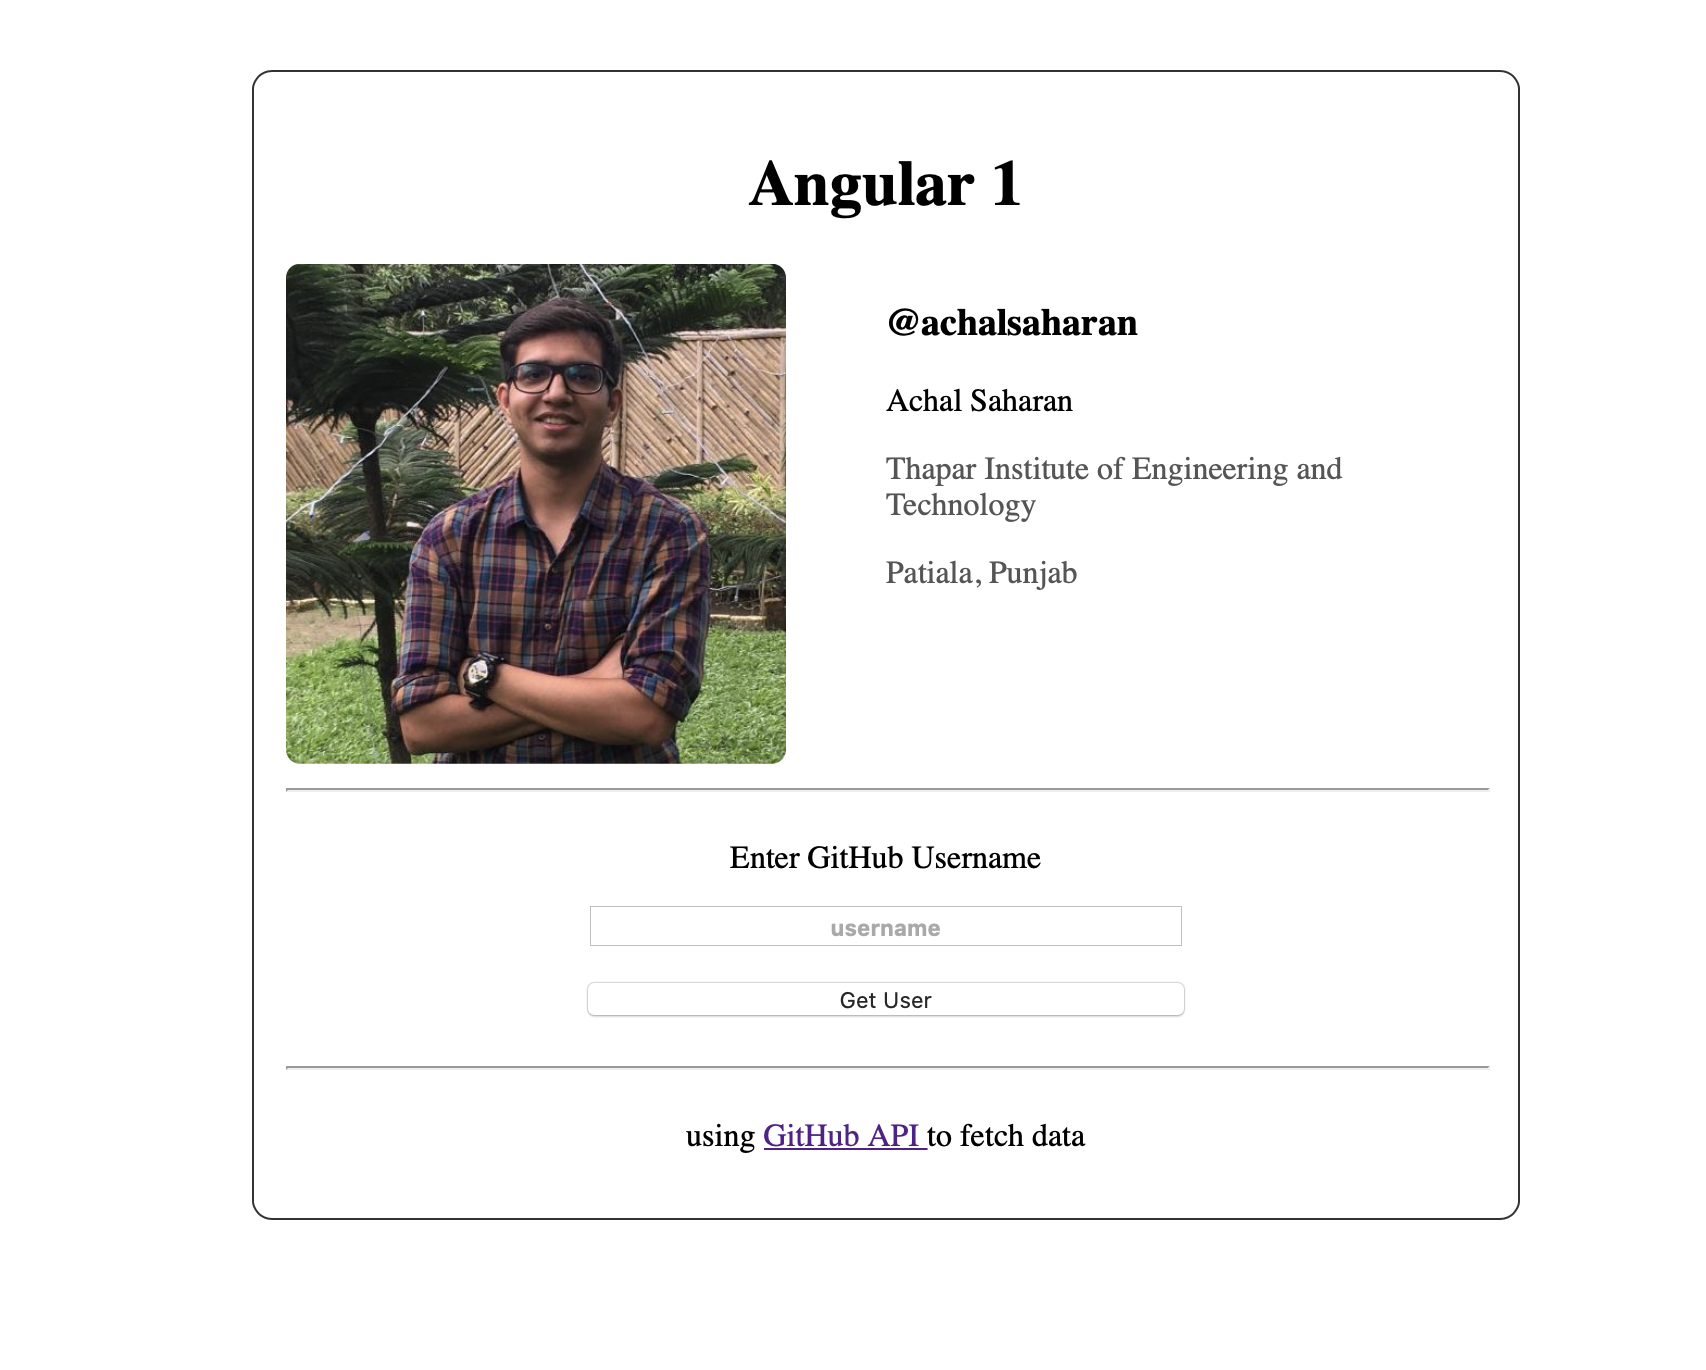 Angular 1
@achalsaharan
Achal Saharan
Thapar Institute of Engineering and
Technology
Patiala, Punjab
Enter GitHub Username
username
Get User
using GitHub API to fetch data